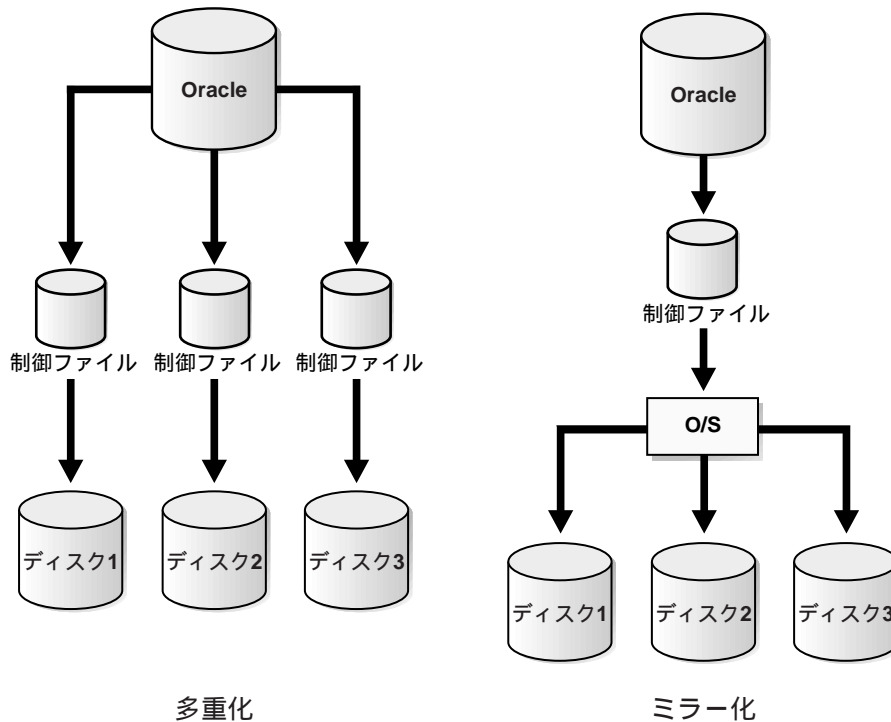 Oracle
制御ファイル
制御ファイル
制御ファイル
ディスク1
ディスク2
ディスク3
多重化
Oracle
制御ファイル
O/S
ディスク1
ディスク2
ディスク3
ミラー化